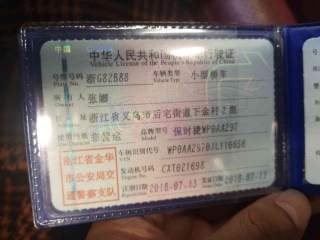 中华人民共和国机动车行驶证
Vehicle License of the People's Republic of China
号牌号码 浙G82B88 车辆类型 小型轿车
Plate No. Vehicle Type
所有人 张娜
Owner
住址 浙江省义乌市后宅街道下金村2组
使用性质 非营运 品牌型号 保时捷WP0AA297
Model
浙江省金华
市公安局交
通警察支队
车辆识别代号 WP0AA2970JL110656
VIN
发动机号码 CXT021698
Engine No.
注册日期 2018-07-13 发证日期 2018-07-17